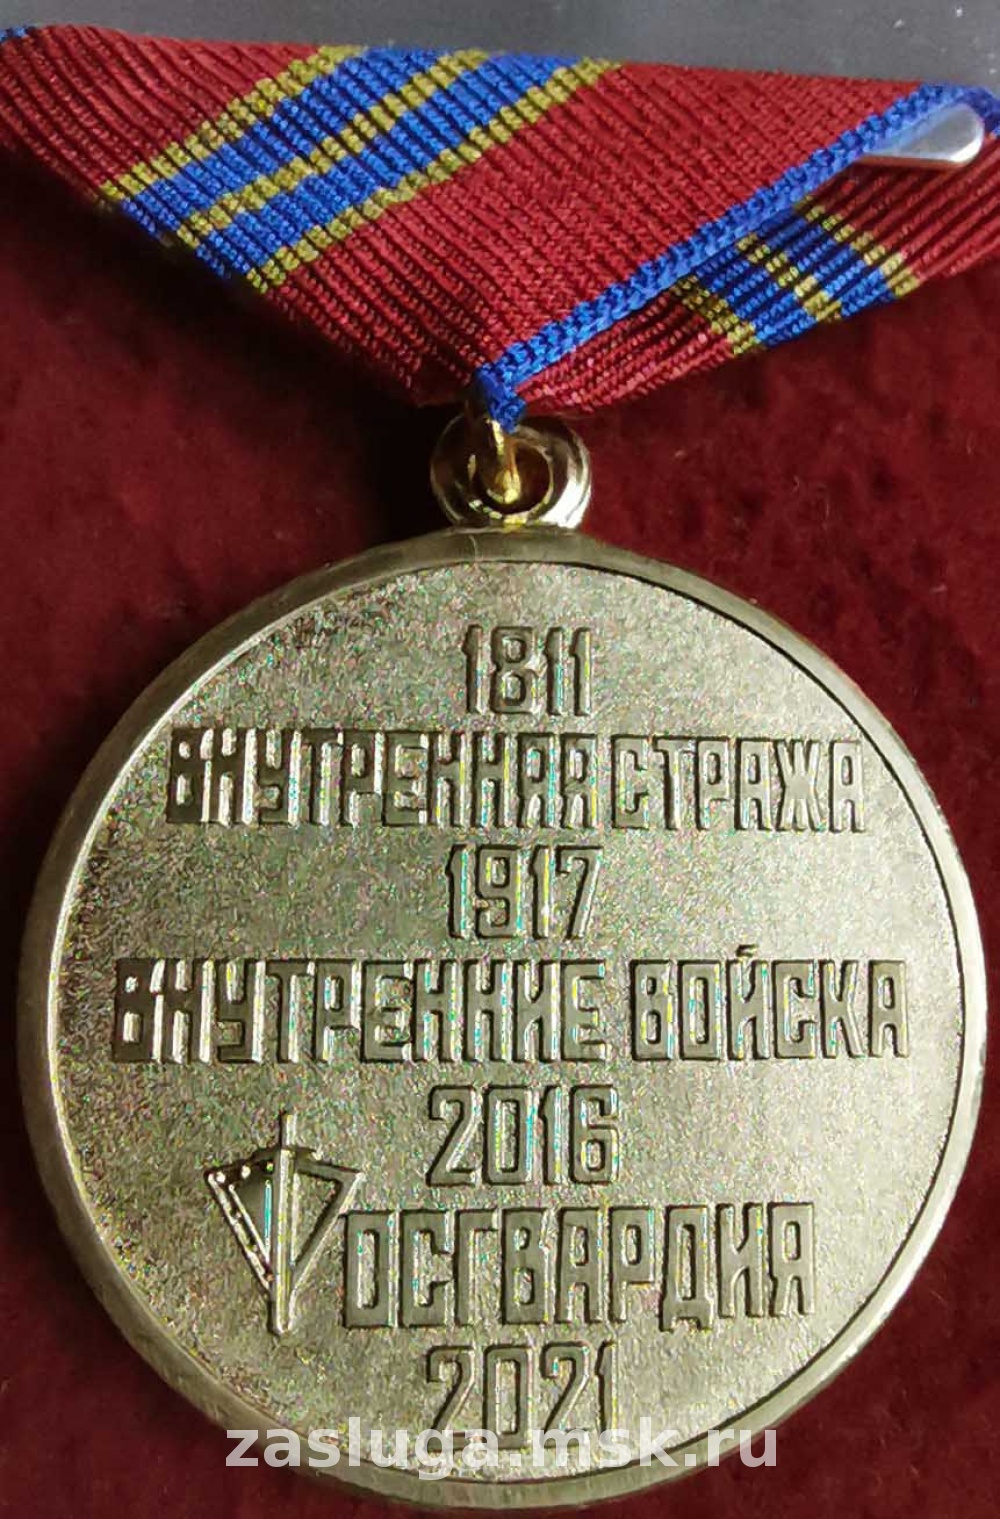 1811
ВНУТРЕННЯЯ СТРАЖА
1917
ВНУТРЕННИЕ ВОЙСКА
2016
РОСГВАРДИЯ
2021
zasluga.msk.ru